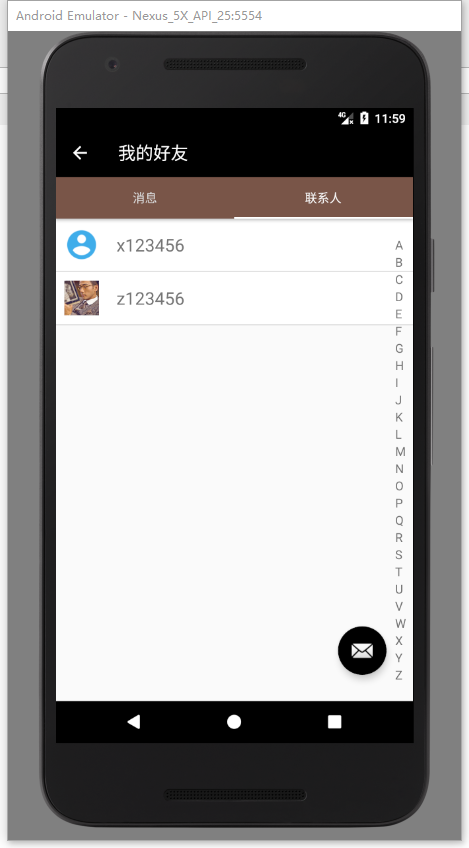 Android Emulator - Nexus_5X_API_25:5554
4G 11:59
我的好友
消息 联系人
x123456
z123456
A
B
C
D
E
F
G
H
I
J
K
L
M
N
O
P
Q
R
S
T
U
V
W
X
Y
Z